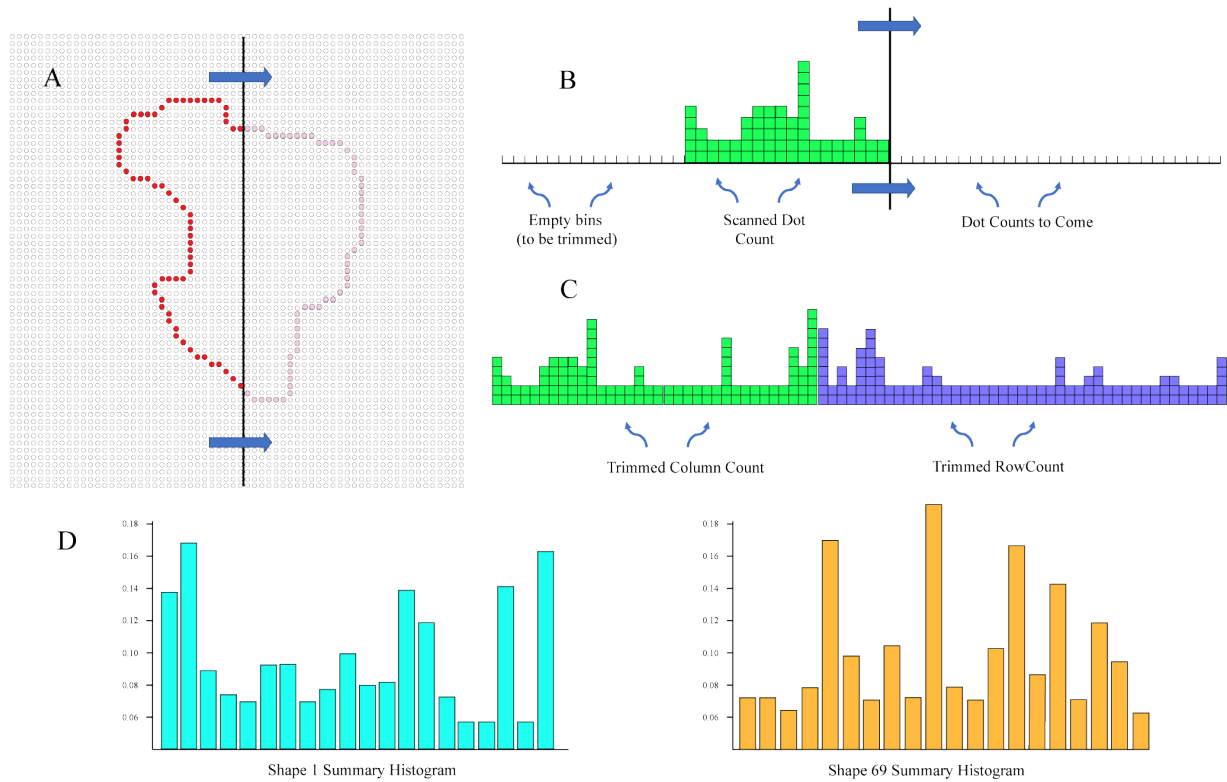 A
B
Empty bins
(to be trimmed)
Scanned Dot
Count
Dot Counts to Come
C
Trimmed Column Count
Trimmed RowCount
D
0.18
0.16
0.14
0.12
0.10
0.08
0.06
Shape 1 Summary Histogram
0.18
0.16
0.14
0.12
0.10
0.08
0.06
Shape 69 Summary Histogram